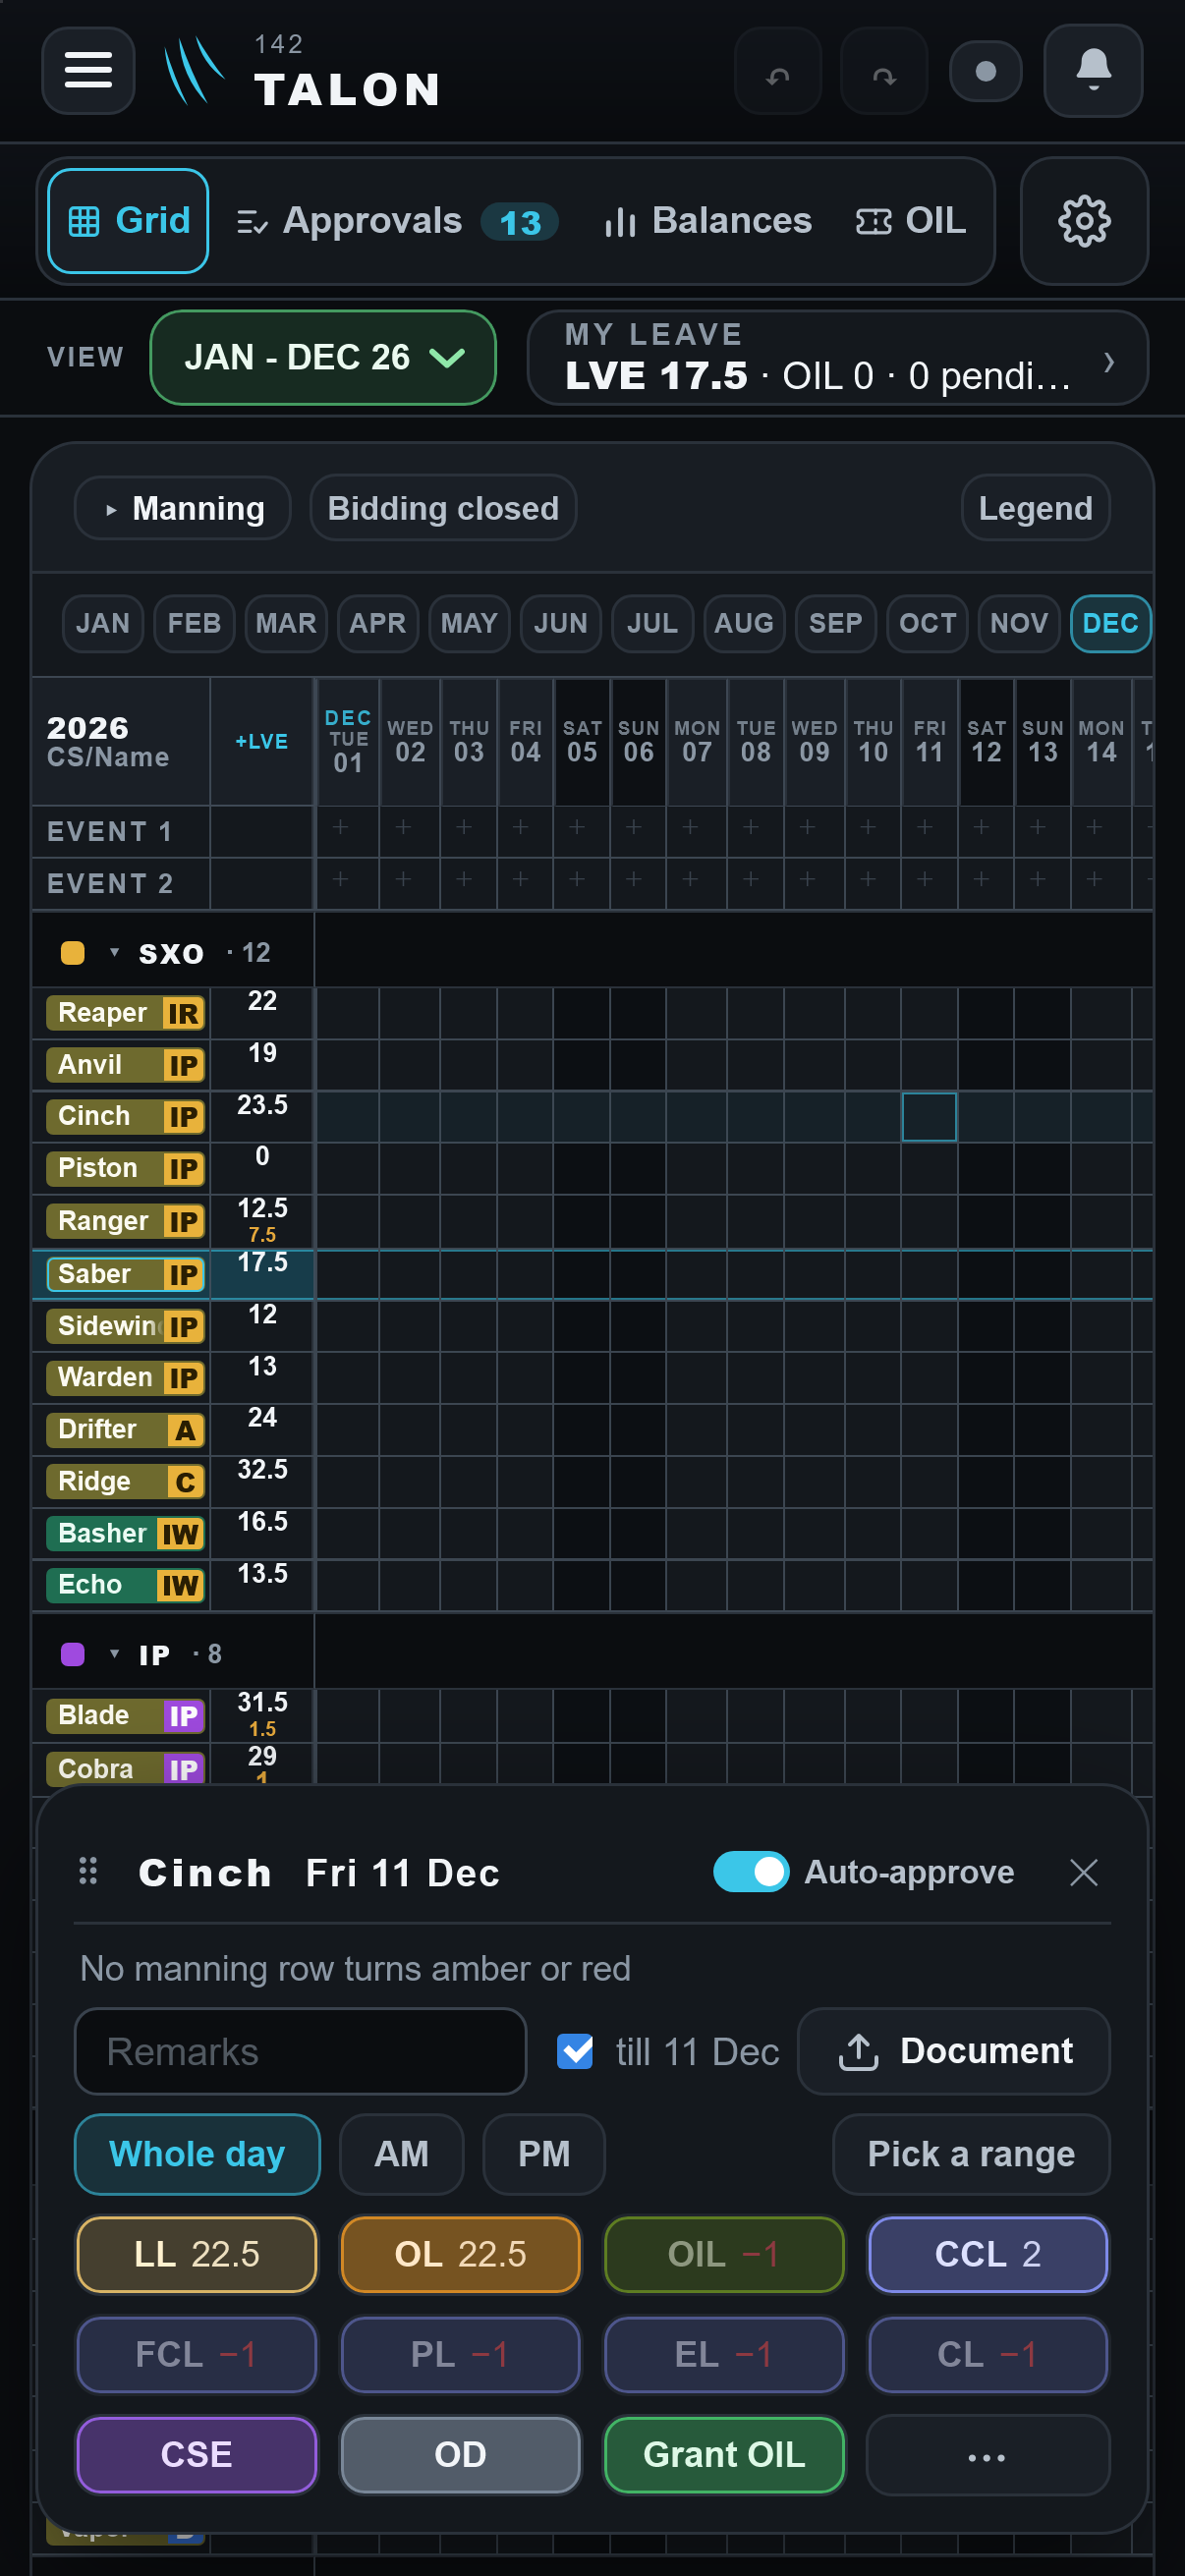 142
TALON
Grid Approvals 13 Balances OIL
VIEW JAN - DEC 26
MY LEAVE
LVE 17.5 · OIL 0 · 0 pendi…
Manning Bidding closed Legend
JAN FEB MAR APR MAY JUN JUL AUG SEP OCT NOV DEC
2026
CS/Name
+LVE
DEC
TUE 01 WED 02 THU 03 FRI 04 SAT 05 SUN 06 MON 07 TUE 08 WED 09 THU 10 FRI 11 SAT 12 SUN 13 MON 14
EVENT 1 + + + + + + + + + + + + + +
EVENT 2 + + + + + + + + + + + + + +
SXO · 12
Reaper IR 22
Anvil IP 19
Cinch IP 23.5
Piston IP 0
Ranger IP 12.5
7.5
Saber IP 17.5
Sidewin IP 12
Warden IP 13
Drifter A 24
Ridge C 32.5
Basher IW 16.5
Echo IW 13.5
IP · 8
Blade IP 31.5
1.5
Cobra IP 29
1
Cinch Fri 11 Dec Auto-approve
No manning row turns amber or red
Remarks till 11 Dec Document
Whole day AM PM Pick a range
LL 22.5 OL 22.5 OIL −1 CCL 2
FCL −1 PL −1 EL −1 CL −1
CSE OD Grant OIL ...